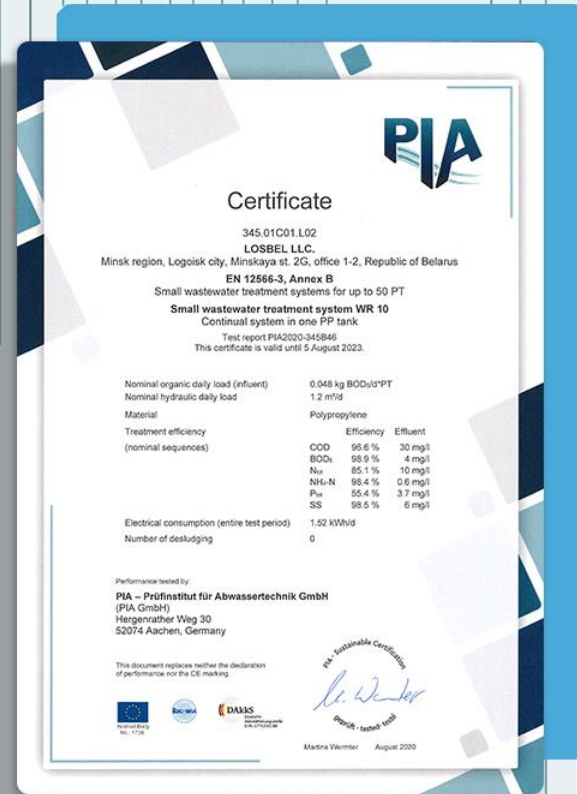 PIA
Certificate
345.01C01.L02
LOSBEL LLC.
Minsk region, Logoisk city, Minskaya st. 2G, office 1-2, Republic of Belarus
EN 12566-3, Annex B
Small wastewater treatment systems for up to 50 PT
Small wastewater treatment system WR 10
Continual system in one PP tank
Test report PIA2020-345B46
This certificate is valid until 5 August 2023.
Nominal organic daily load (influent) 0.048 kg BOD₅/d*PT
Nominal hydraulic daily load 1.2 m³/d
Material Polypropylene
Treatment efficiency Efficiency Effluent
(nominal sequences) COD 96.6 % 30 mg/l
BOD₅ 98.9 % 4 mg/l
Ntot 85.1 % 10 mg/l
NH₄-N 98.4 % 0.6 mg/l
Ptot 55.4 % 3.7 mg/l
SS 98.5 % 6 mg/l
Electrical consumption (entire test period) 1.52 kWh/d
Number of desludging 0
Performance tested by:
PIA – Prüfinstitut für Abwassertechnik GmbH
(PIA GmbH)
Hergenrather Weg 30
52074 Aachen, Germany
This document replaces neither the declaration
of performance nor the CE marking.
PIA - Sustainable Certification
geprüft - tested - testé
Notified Body
No.: 1739
ilac-MRA
DAkkS
Deutsche
Akkreditierungsstelle
Martina Wermter August 2020